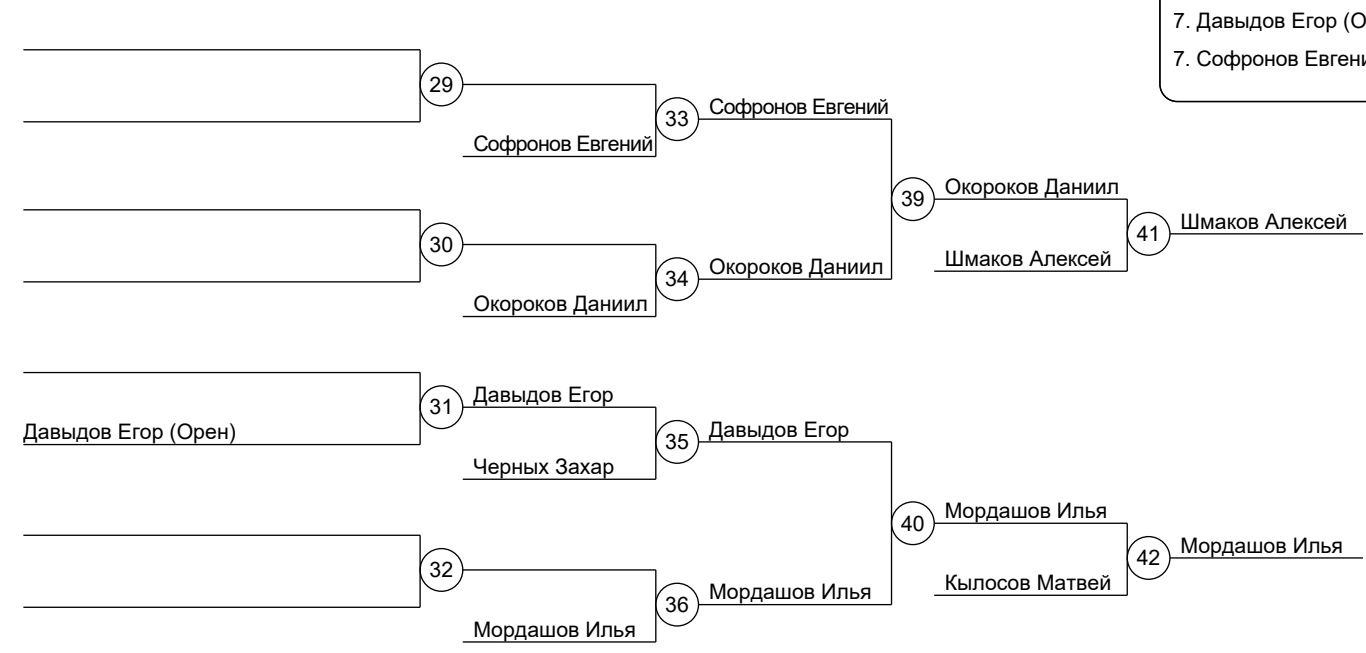 7. Давыдов Егор (О
7. Софронов Евгени
29
33
Софронов Евгений
Софронов Евгений
39
Окороков Даниил
41
Шмаков Алексей
30
34
Окороков Даниил
Шмаков Алексей
Окороков Даниил
31
Давыдов Егор
Давыдов Егор (Орен)
35
Давыдов Егор
Черных Захар
40
Мордашов Илья
42
Мордашов Илья
32
36
Мордашов Илья
Кылосов Матвей
Мордашов Илья